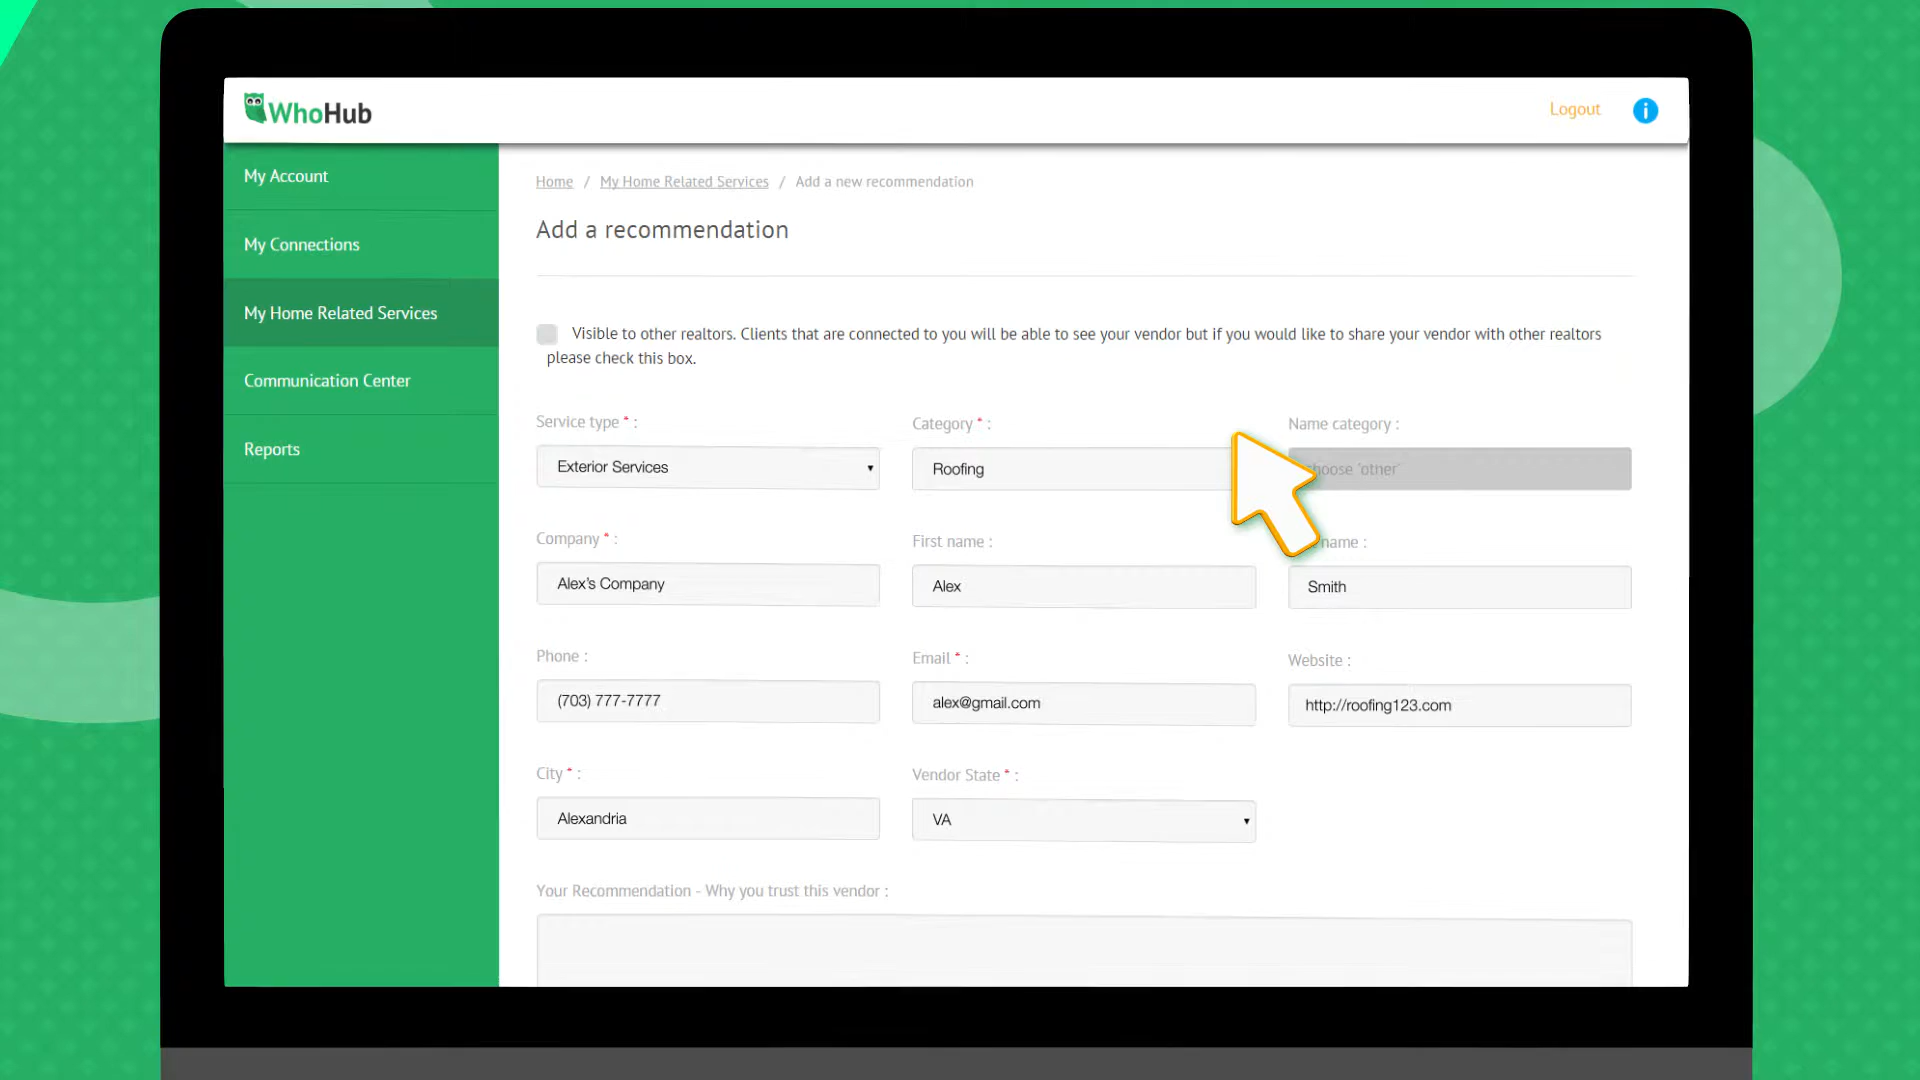 WhoHub
Logout
i
My Account
My Connections
My Home Related Services
Communication Center
Reports
Home / My Home Related Services / Add a new recommendation
Add a recommendation
Visible to other realtors. Clients that are connected to you will be able to see your vendor but if you would like to share your vendor with other realtors
please check this box.
Service type * :
Category * :
Name category :
Exterior Services
Roofing
choose 'other'
Company * :
First name :
name :
Alex's Company
Alex
Smith
Phone :
Email * :
Website :
(703) 777-7777
alex@gmail.com
http://roofing123.com
City * :
Vendor State * :
Alexandria
VA
Your Recommendation - Why you trust this vendor :